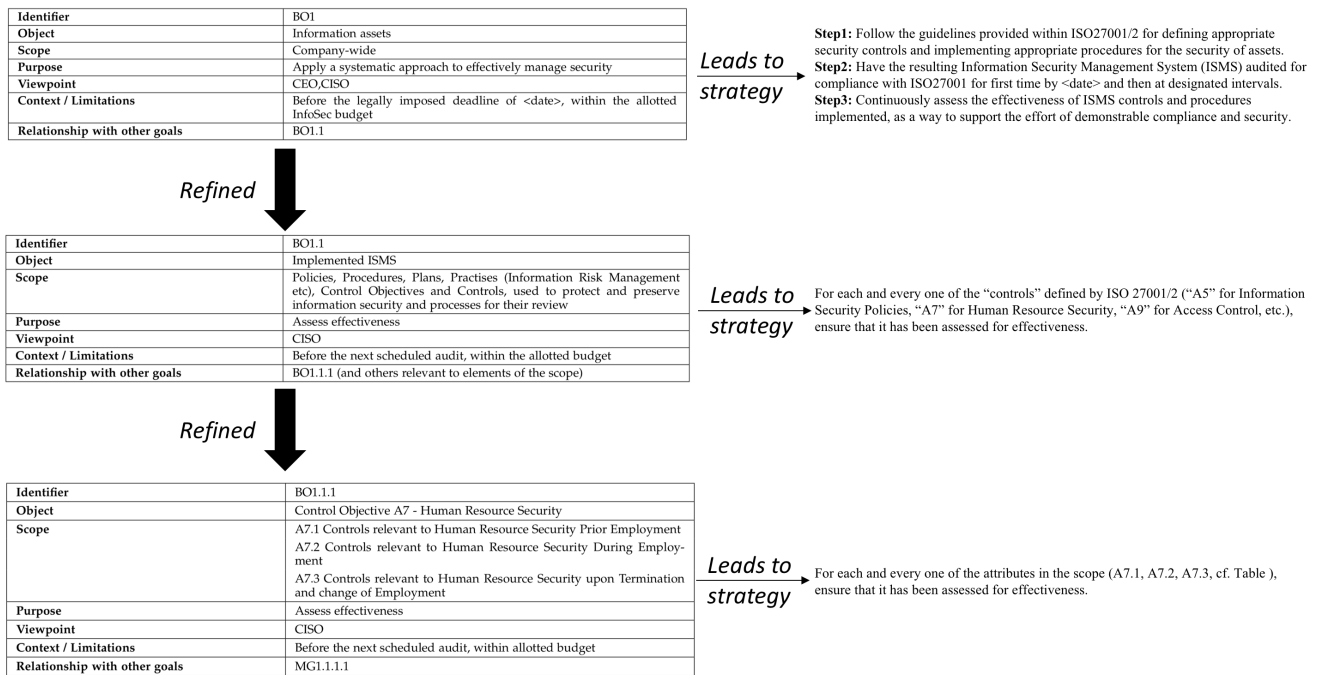 Identifier BO1
Object Information assets
Scope Company-wide
Purpose Apply a systematic approach to effectively manage security
Viewpoint CEO,CISO
Context / Limitations Before the legally imposed deadline of <date>, within the allotted
InfoSec budget
Relationship with other goals BO1.1
Leads to
strategy
Step1: Follow the guidelines provided within ISO27001/2 for defining appropriate
security controls and implementing appropriate procedures for the security of assets.
Step2: Have the resulting Information Security Management System (ISMS) audited for
compliance with ISO27001 for first time by <date> and then at designated intervals.
Step3: Continuously assess the effectiveness of ISMS controls and procedures
implemented, as a way to support the effort of demonstrable compliance and security.
Refined
Identifier BO1.1
Object Implemented ISMS
Scope Policies, Procedures, Plans, Practises (Information Risk Management
etc), Control Objectives and Controls, used to protect and preserve
information security and processes for their review
Purpose Assess effectiveness
Viewpoint CISO
Context / Limitations Before the next scheduled audit, within the allotted budget
Relationship with other goals BO1.1.1 (and others relevant to elements of the scope)
Leads to
strategy
For each and every one of the “controls” defined by ISO 27001/2 (“A5” for Information
Security Policies, “A7” for Human Resource Security, “A9” for Access Control, etc.),
ensure that it has been assessed for effectiveness.
Refined
Identifier BO1.1.1
Object Control Objective A7 - Human Resource Security
Scope A7.1 Controls relevant to Human Resource Security Prior Employment
A7.2 Controls relevant to Human Resource Security During Employ-
ment
A7.3 Controls relevant to Human Resource Security upon Termination
and change of Employment
Purpose Assess effectiveness
Viewpoint CISO
Context / Limitations Before the next scheduled audit, within allotted budget
Relationship with other goals MG1.1.1.1
Leads to
strategy
For each and every one of the attributes in the scope (A7.1, A7.2, A7.3, cf. Table ),
ensure that it has been assessed for effectiveness.